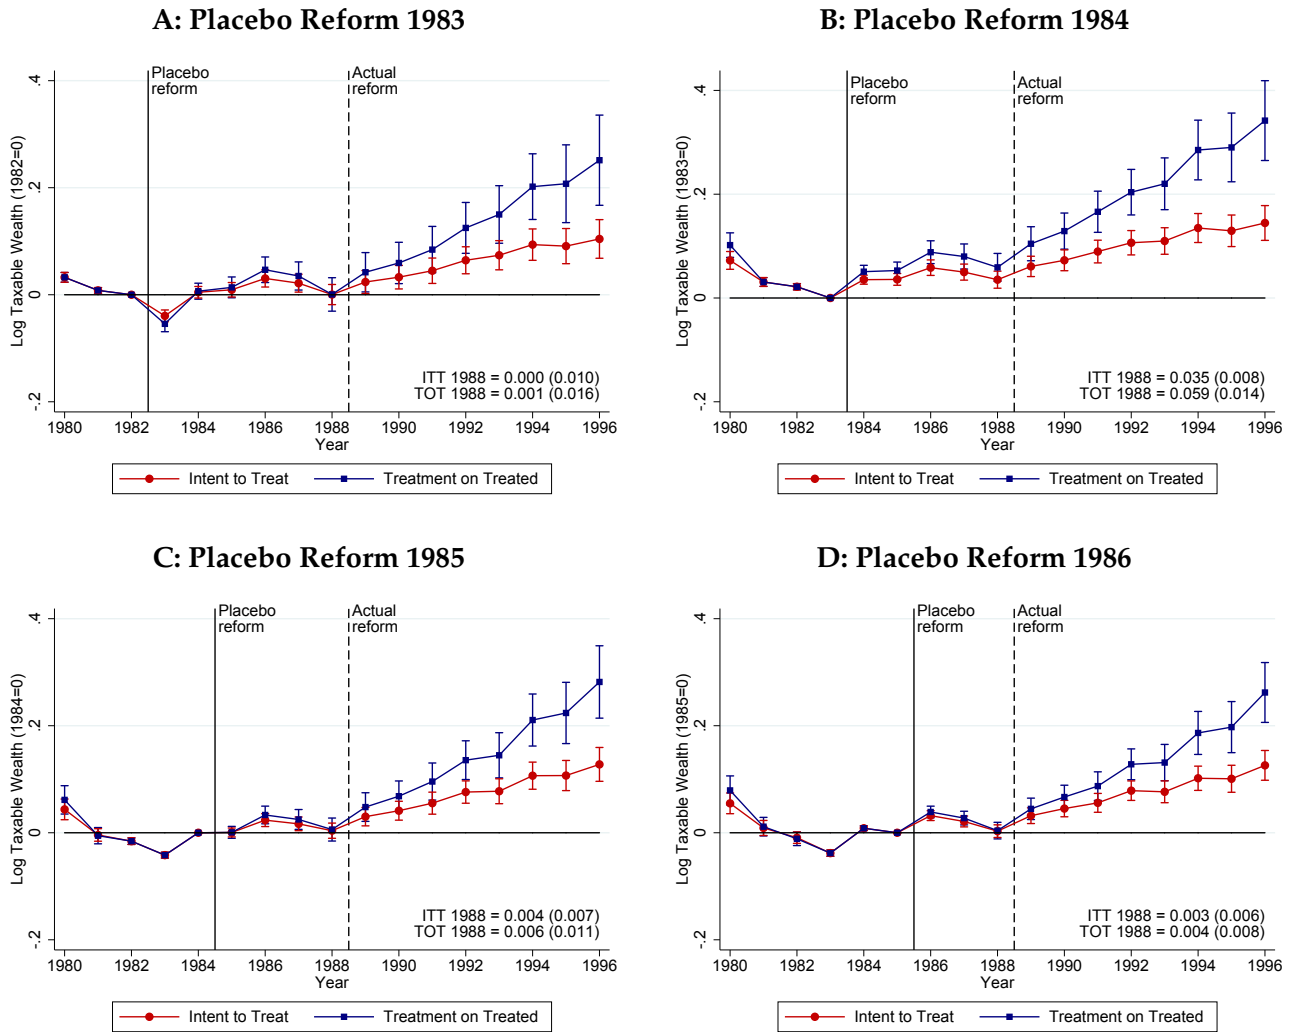 A: Placebo Reform 1983
Placebo
reform
Actual
reform
Log Taxable Wealth (1982=0)
.4
.2
0
-.2
ITT 1988 = 0.000 (0.010)
TOT 1988 = 0.001 (0.016)
1980 1982 1984 1986 1988 1990 1992 1994 1996
Year
Intent to Treat Treatment on Treated
B: Placebo Reform 1984
Placebo
reform
Actual
reform
Log Taxable Wealth (1983=0)
.4
.2
0
-.2
ITT 1988 = 0.035 (0.008)
TOT 1988 = 0.059 (0.014)
1980 1982 1984 1986 1988 1990 1992 1994 1996
Year
Intent to Treat Treatment on Treated
C: Placebo Reform 1985
Placebo
reform
Actual
reform
Log Taxable Wealth (1984=0)
.4
.2
0
-.2
ITT 1988 = 0.004 (0.007)
TOT 1988 = 0.006 (0.011)
1980 1982 1984 1986 1988 1990 1992 1994 1996
Year
Intent to Treat Treatment on Treated
D: Placebo Reform 1986
Placebo
reform
Actual
reform
Log Taxable Wealth (1985=0)
.4
.2
0
-.2
ITT 1988 = 0.003 (0.006)
TOT 1988 = 0.004 (0.008)
1980 1982 1984 1986 1988 1990 1992 1994 1996
Year
Intent to Treat Treatment on Treated